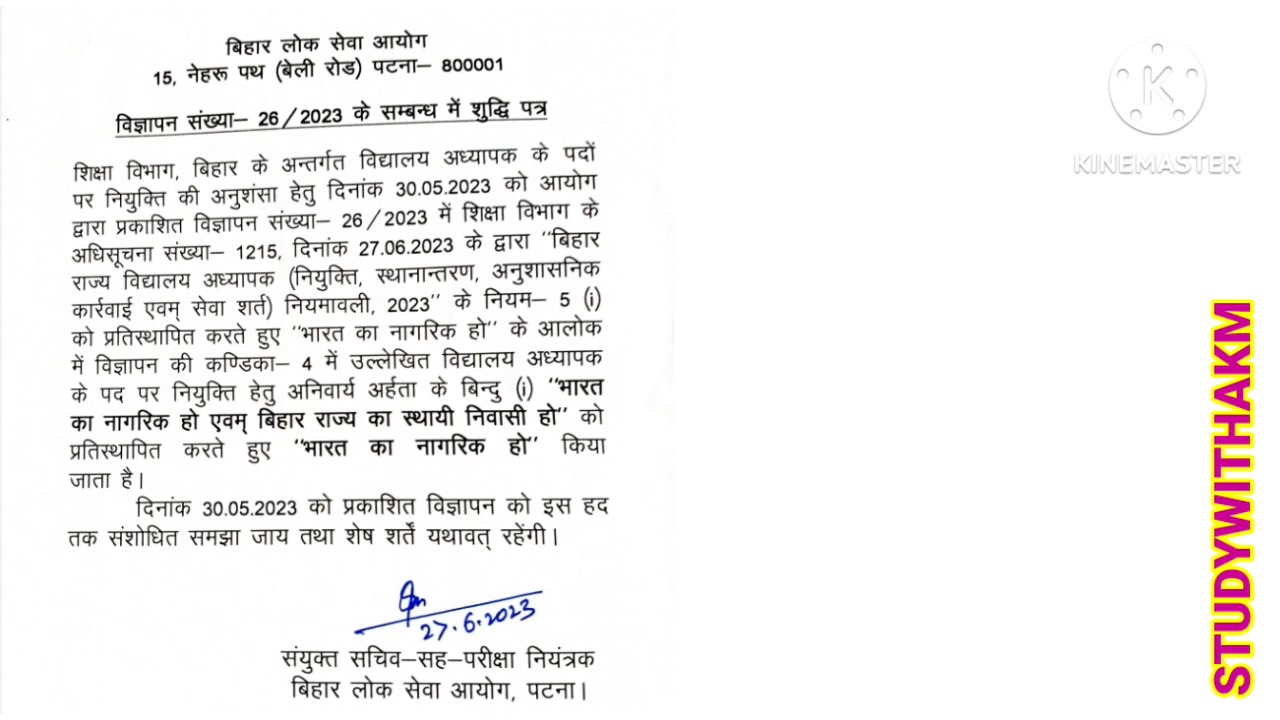 बिहार लोक सेवा आयोग
15, नेहरू पथ (बेली रोड) पटना– 800001
विज्ञापन संख्या– 26/2023 के सम्बन्ध में शुद्धि पत्र
शिक्षा विभाग, बिहार के अन्तर्गत विद्यालय अध्यापक के पदों
पर नियुक्ति की अनुशंसा हेतु दिनांक 30.05.2023 को आयोग
द्वारा प्रकाशित विज्ञापन संख्या– 26/2023 में शिक्षा विभाग के
अधिसूचना संख्या– 1215, दिनांक 27.06.2023 के द्वारा "बिहार
राज्य विद्यालय अध्यापक (नियुक्ति, स्थानान्तरण, अनुशासनिक
कार्रवाई एवम् सेवा शर्त) नियमावली, 2023" के नियम– 5 (i)
को प्रतिस्थापित करते हुए "भारत का नागरिक हो" के आलोक
में विज्ञापन की कण्डिका– 4 में उल्लेखित विद्यालय अध्यापक
के पद पर नियुक्ति हेतु अनिवार्य अर्हता के बिन्दु (i) "भारत
का नागरिक हो एवम् बिहार राज्य का स्थायी निवासी हो" को
प्रतिस्थापित करते हुए "भारत का नागरिक हो" किया
जाता है।
दिनांक 30.05.2023 को प्रकाशित विज्ञापन को इस हद
तक संशोधित समझा जाय तथा शेष शर्तें यथावत् रहेंगी।
27.6.2023
संयुक्त सचिव–सह–परीक्षा नियंत्रक
बिहार लोक सेवा आयोग, पटना।
K
KINEMASTER
STUDYWITHAKM